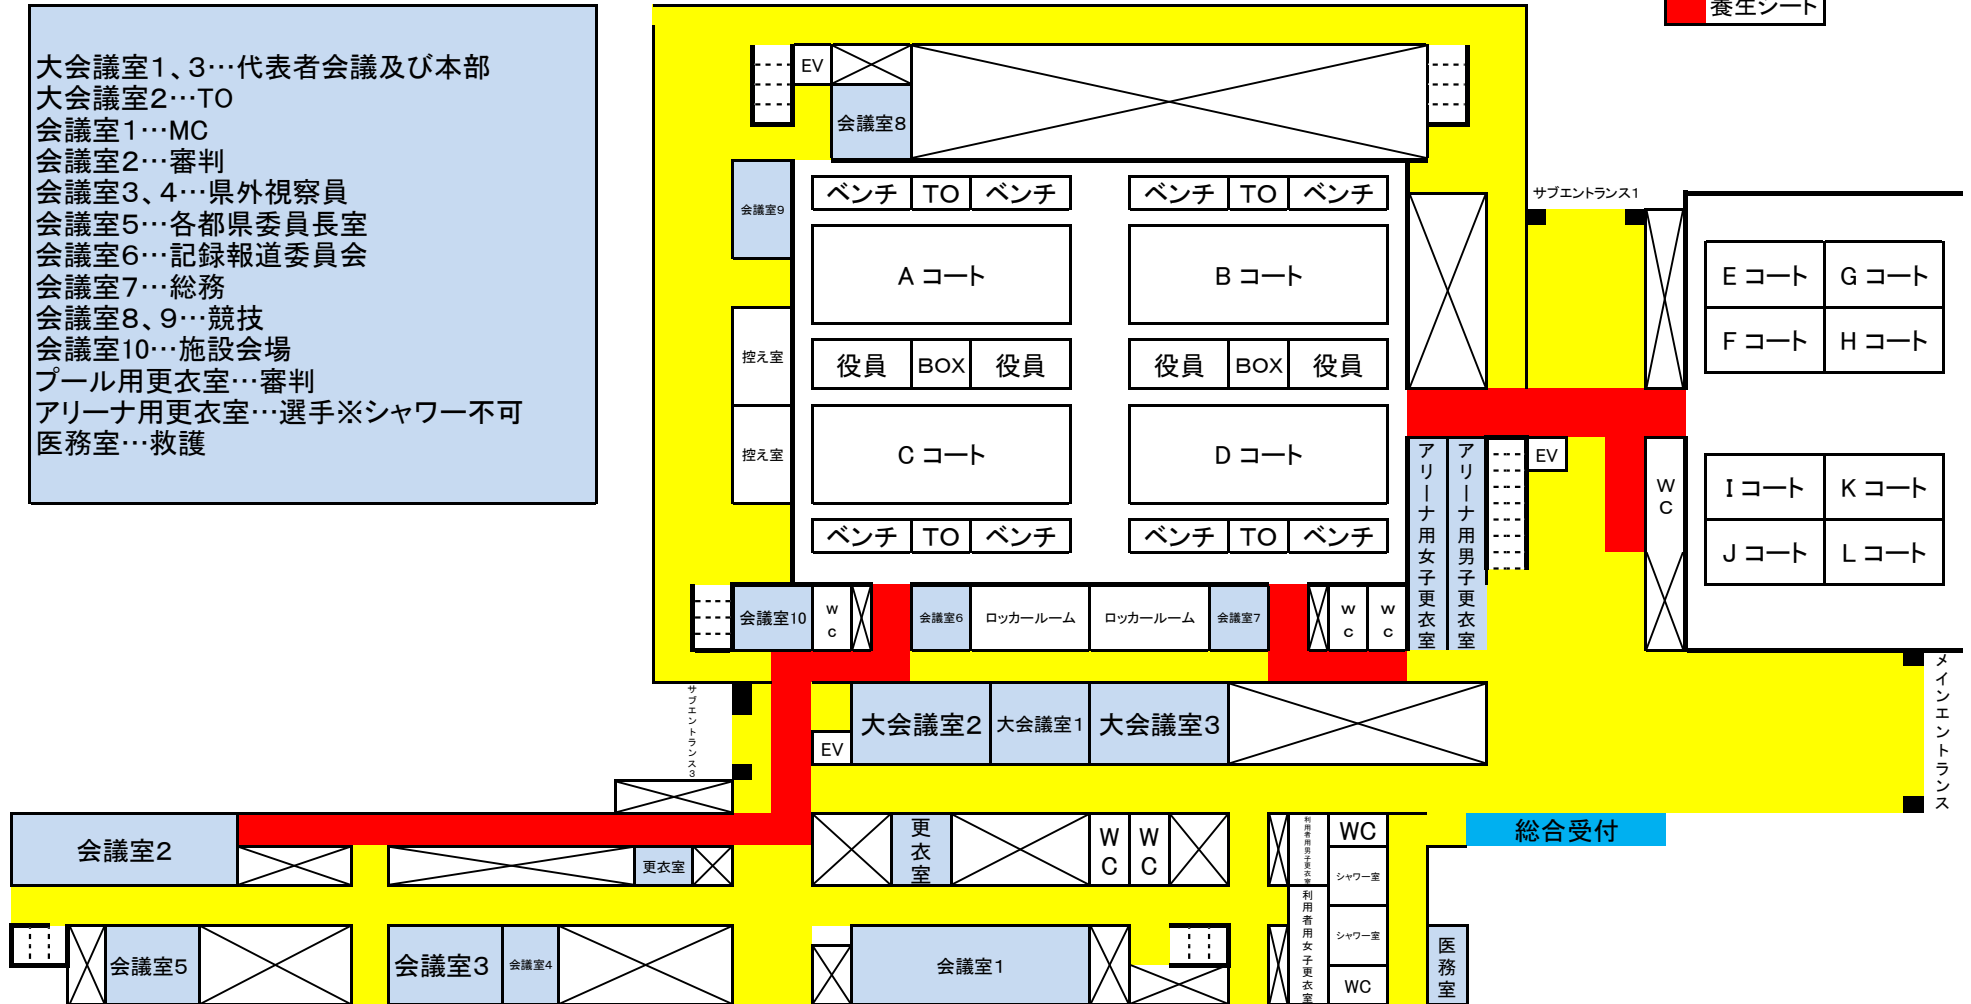 養生シート
大会議室1、3…代表者会議及び本部
大会議室2…TO
会議室1…MC
会議室2…審判
会議室3、4…県外視察員
会議室5…各都県委員長室
会議室6…記録報道委員会
会議室7…総務
会議室8、9…競技
会議室10…施設会場
プール用更衣室…審判
アリーナ用更衣室…選手※シャワー不可
医務室…救護
EV
会議室8
会議室9
ベンチ TO ベンチ
ベンチ TO ベンチ
サブエントランス1
A コート
B コート
E コート G コート
F コート H コート
控え室
役員 BOX 役員
役員 BOX 役員
控え室
C コート
D コート
アリーナ用女子更衣室
アリーナ用男子更衣室
EV
WC
I コート K コート
J コート L コート
ベンチ TO ベンチ
ベンチ TO ベンチ
会議室10
WC
会議室6
ロッカールーム
ロッカールーム
会議室7
WC
WC
サブエントランス3
メインエントランス
EV
大会議室2
大会議室1
大会議室3
会議室2
更衣室
更衣室
WC
WC
利用者用男子更衣室
WC
総合受付
シャワー室
利用者用女子更衣室
シャワー室
WC
会議室5
会議室3
会議室4
会議室1
医務室